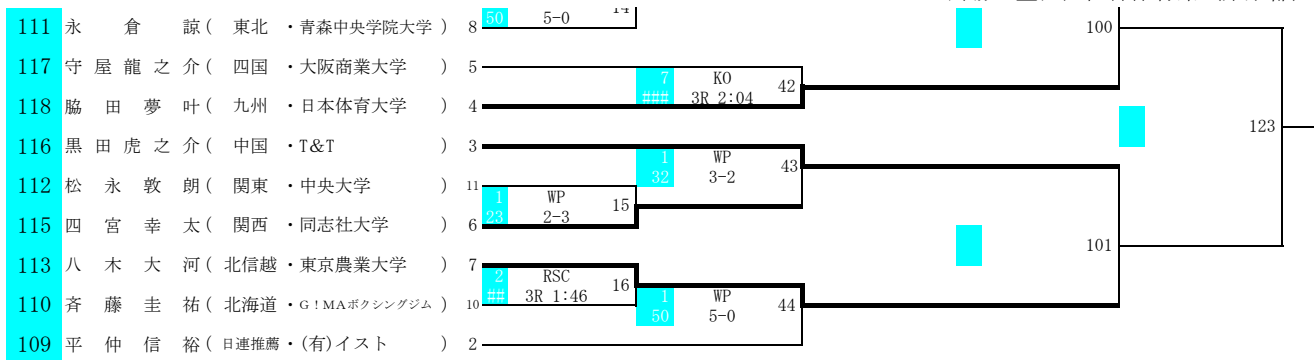 111 永倉諒( 東北 ・青森中央学院大学 ) 8
50 5-0 14
100
117 守屋龍之介( 四国 ・大阪商業大学 ) 5
7 KO 42
### 3R 2:04
118 脇田夢叶( 九州 ・日本体育大学 ) 4
123
116 黒田虎之介( 中国 ・T&T ) 3
1 WP 43
32 3-2
112 松永敦朗( 関東 ・中央大学 ) 11
1 WP 15
23 2-3
115 四宮幸太( 関西 ・同志社大学 ) 6
101
113 八木大河( 北信越 ・東京農業大学 ) 7
2 RSC 16
## 3R 1:46
110 斉藤圭祐( 北海道 ・G!MAボクシングジム ) 10
1 WP 44
50 5-0
109 平仲信裕( 日連推薦 ・(有)イスト ) 2